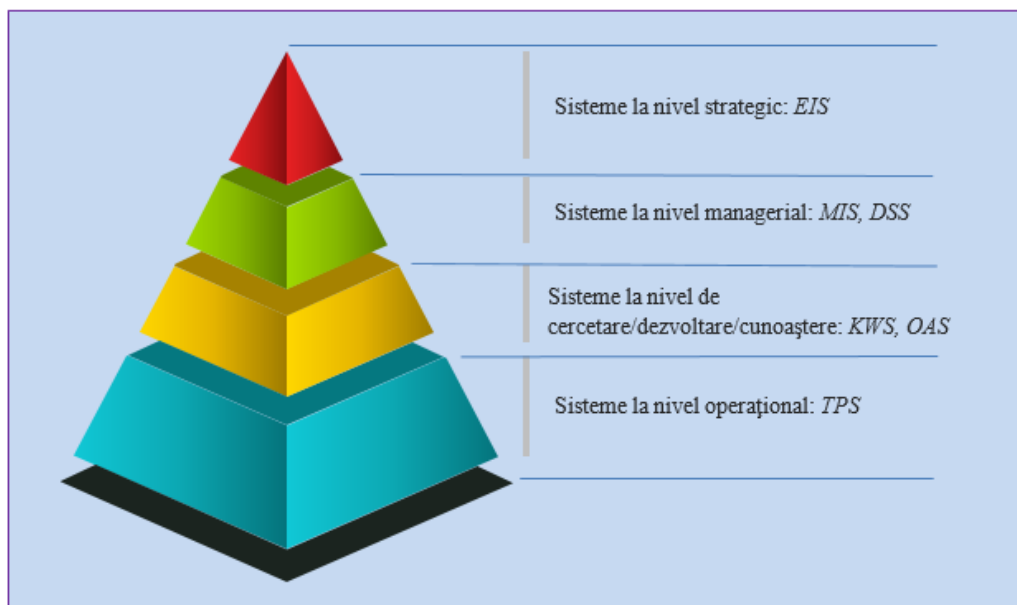 Sisteme la nivel strategic: EIS
Sisteme la nivel managerial: MIS, DSS
Sisteme la nivel de
cercetare/dezvoltare/cunoaştere: KWS, OAS
Sisteme la nivel operaţional: TPS